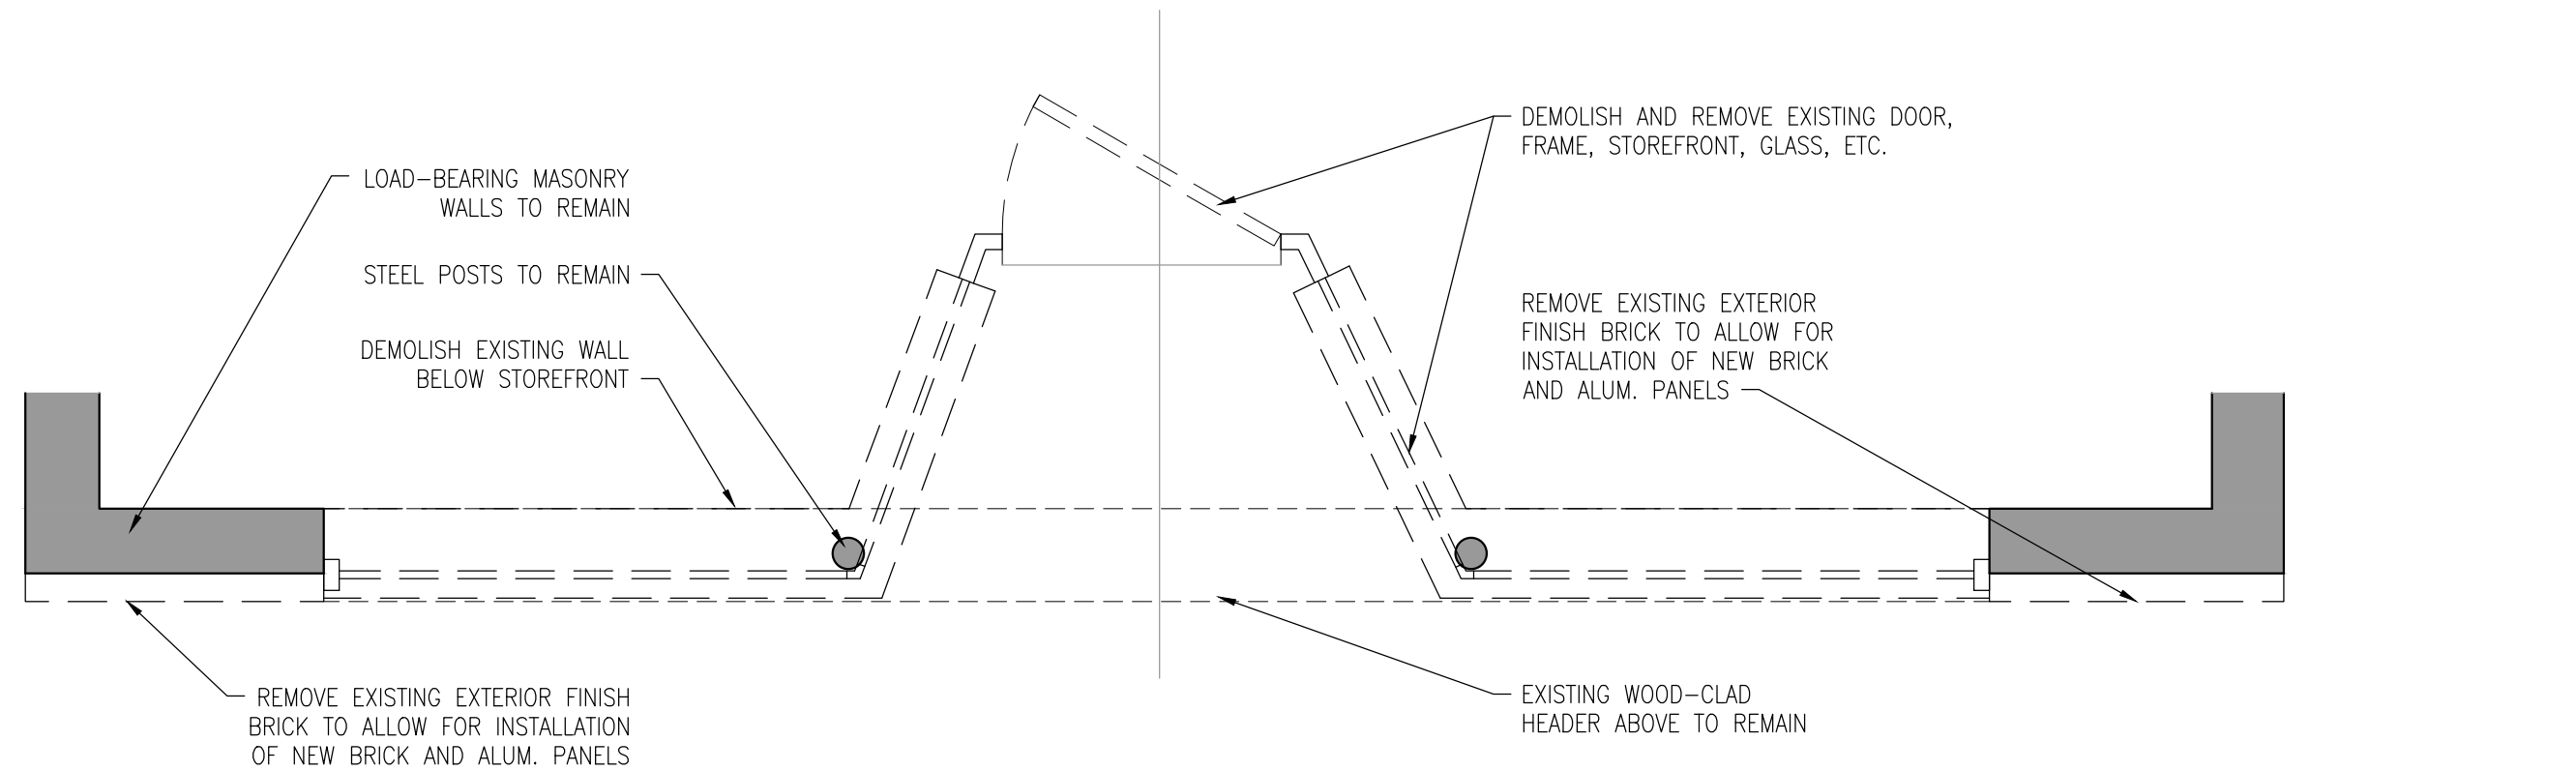 LOAD-BEARING MASONRY
WALLS TO REMAIN
STEEL POSTS TO REMAIN
DEMOLISH EXISTING WALL
BELOW STOREFRONT
REMOVE EXISTING EXTERIOR FINISH
BRICK TO ALLOW FOR INSTALLATION
OF NEW BRICK AND ALUM. PANELS
DEMOLISH AND REMOVE EXISTING DOOR,
FRAME, STOREFRONT, GLASS, ETC.
REMOVE EXISTING EXTERIOR
FINISH BRICK TO ALLOW FOR
INSTALLATION OF NEW BRICK
AND ALUM. PANELS
EXISTING WOOD-CLAD
HEADER ABOVE TO REMAIN